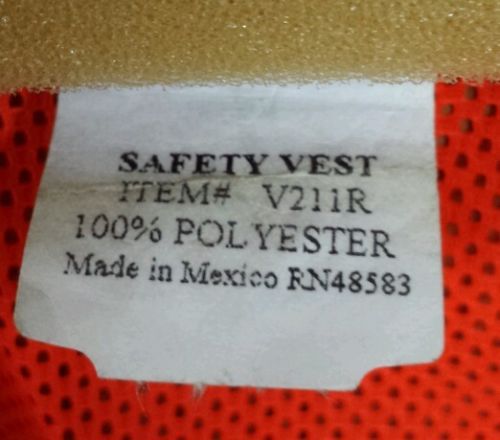 SAFETY VEST
ITEM# V211R
100% POLYESTER
Made in Mexico RN48583